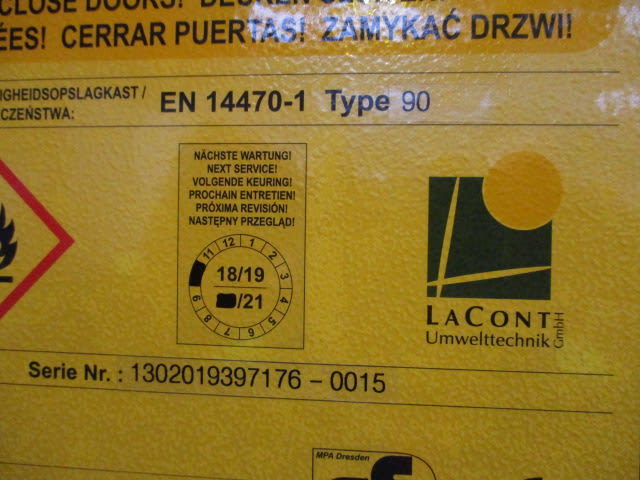 CLOSE DOORS!
ÉES! CERRAR PUERTAS! ZAMYKAĆ DRZWI!
IGHEIDSOPSLAGKAST /
CZEŃSTWA:
EN 14470-1 Type 90
NÄCHSTE WARTUNG!
NEXT SERVICE!
VOLGENDE KEURING!
PROCHAIN ENTRETIEN!
PRÓXIMA REVISIÓN!
NASTĘPNY PRZEGLĄD!
11 12 1 2 3 4 5 6 7 8 9
18/19
/21
LACONT
Umwelttechnik GmbH
Serie Nr. : 1302019397176 - 0015
MPA Dresden